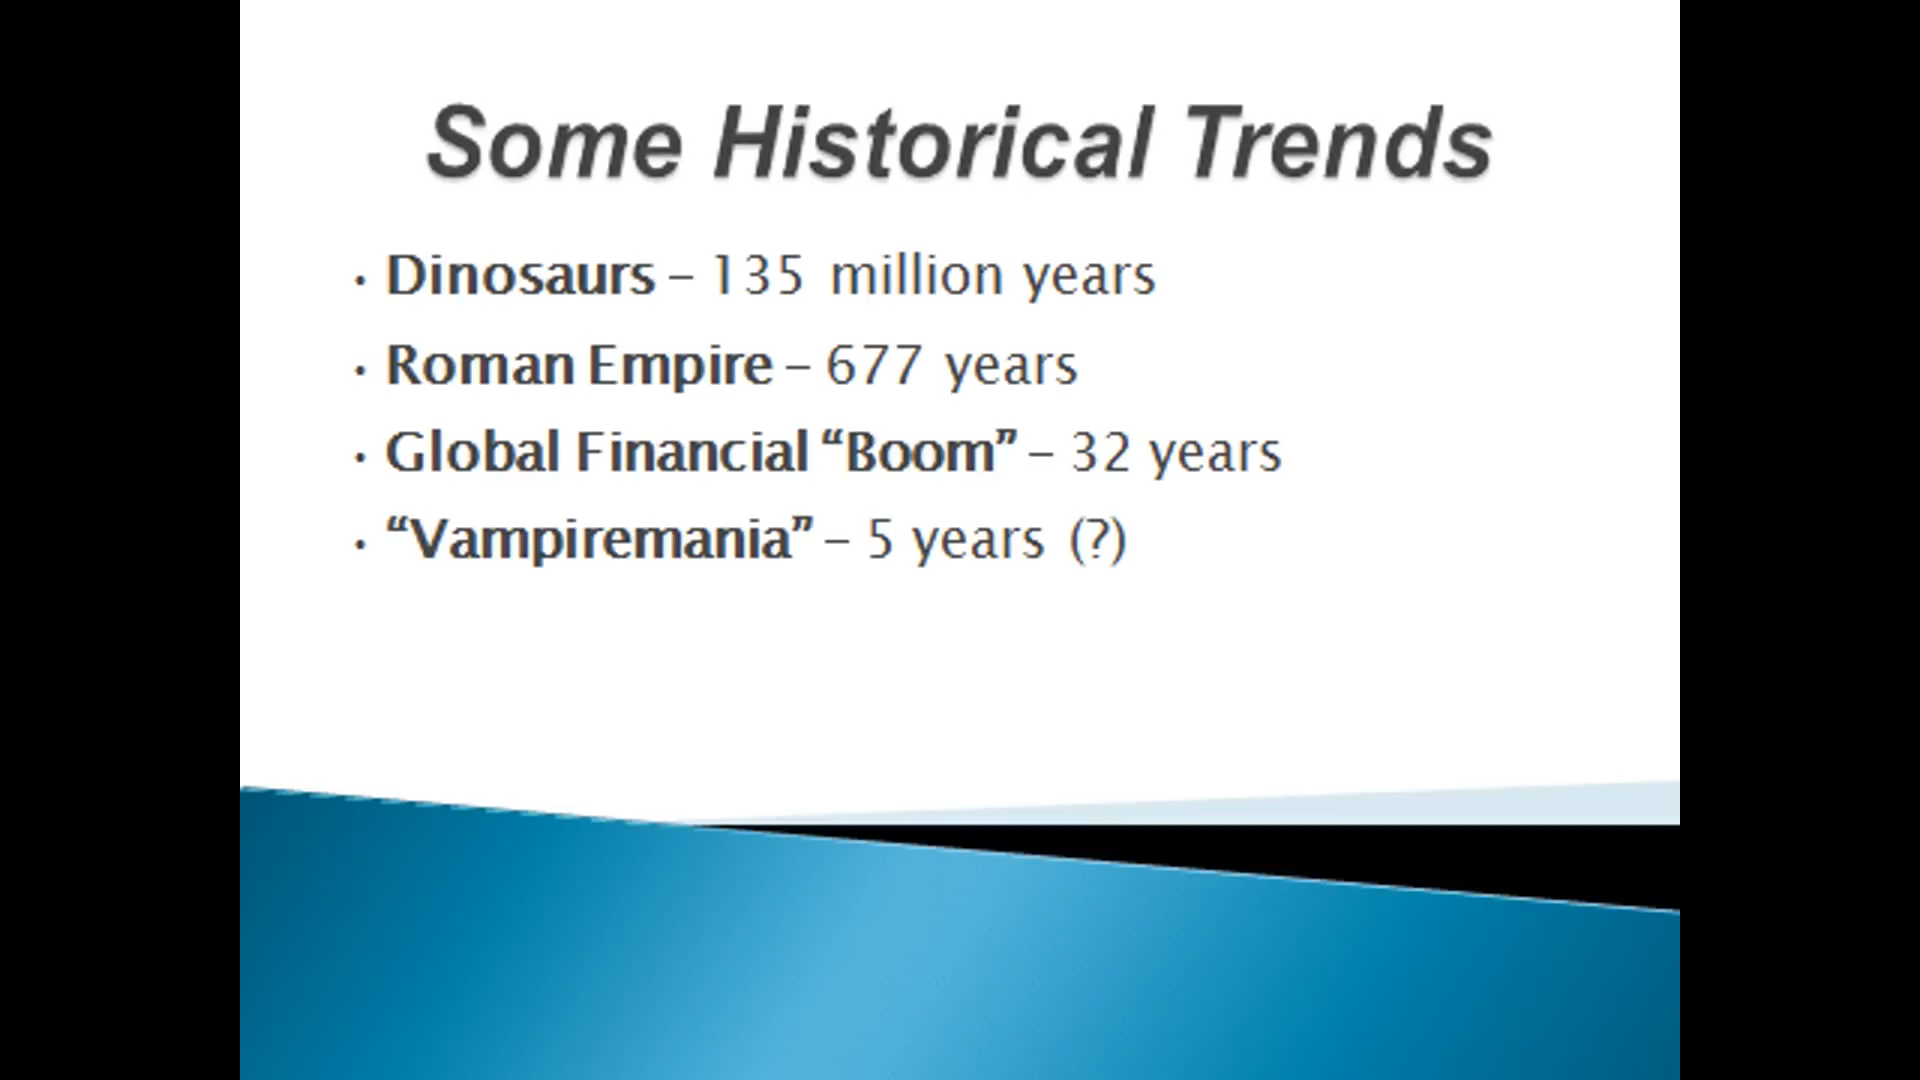 Some Historical Trends
• Dinosaurs – 135 million years
• Roman Empire – 677 years
• Global Financial “Boom” – 32 years
• “Vampiremania” – 5 years (?)